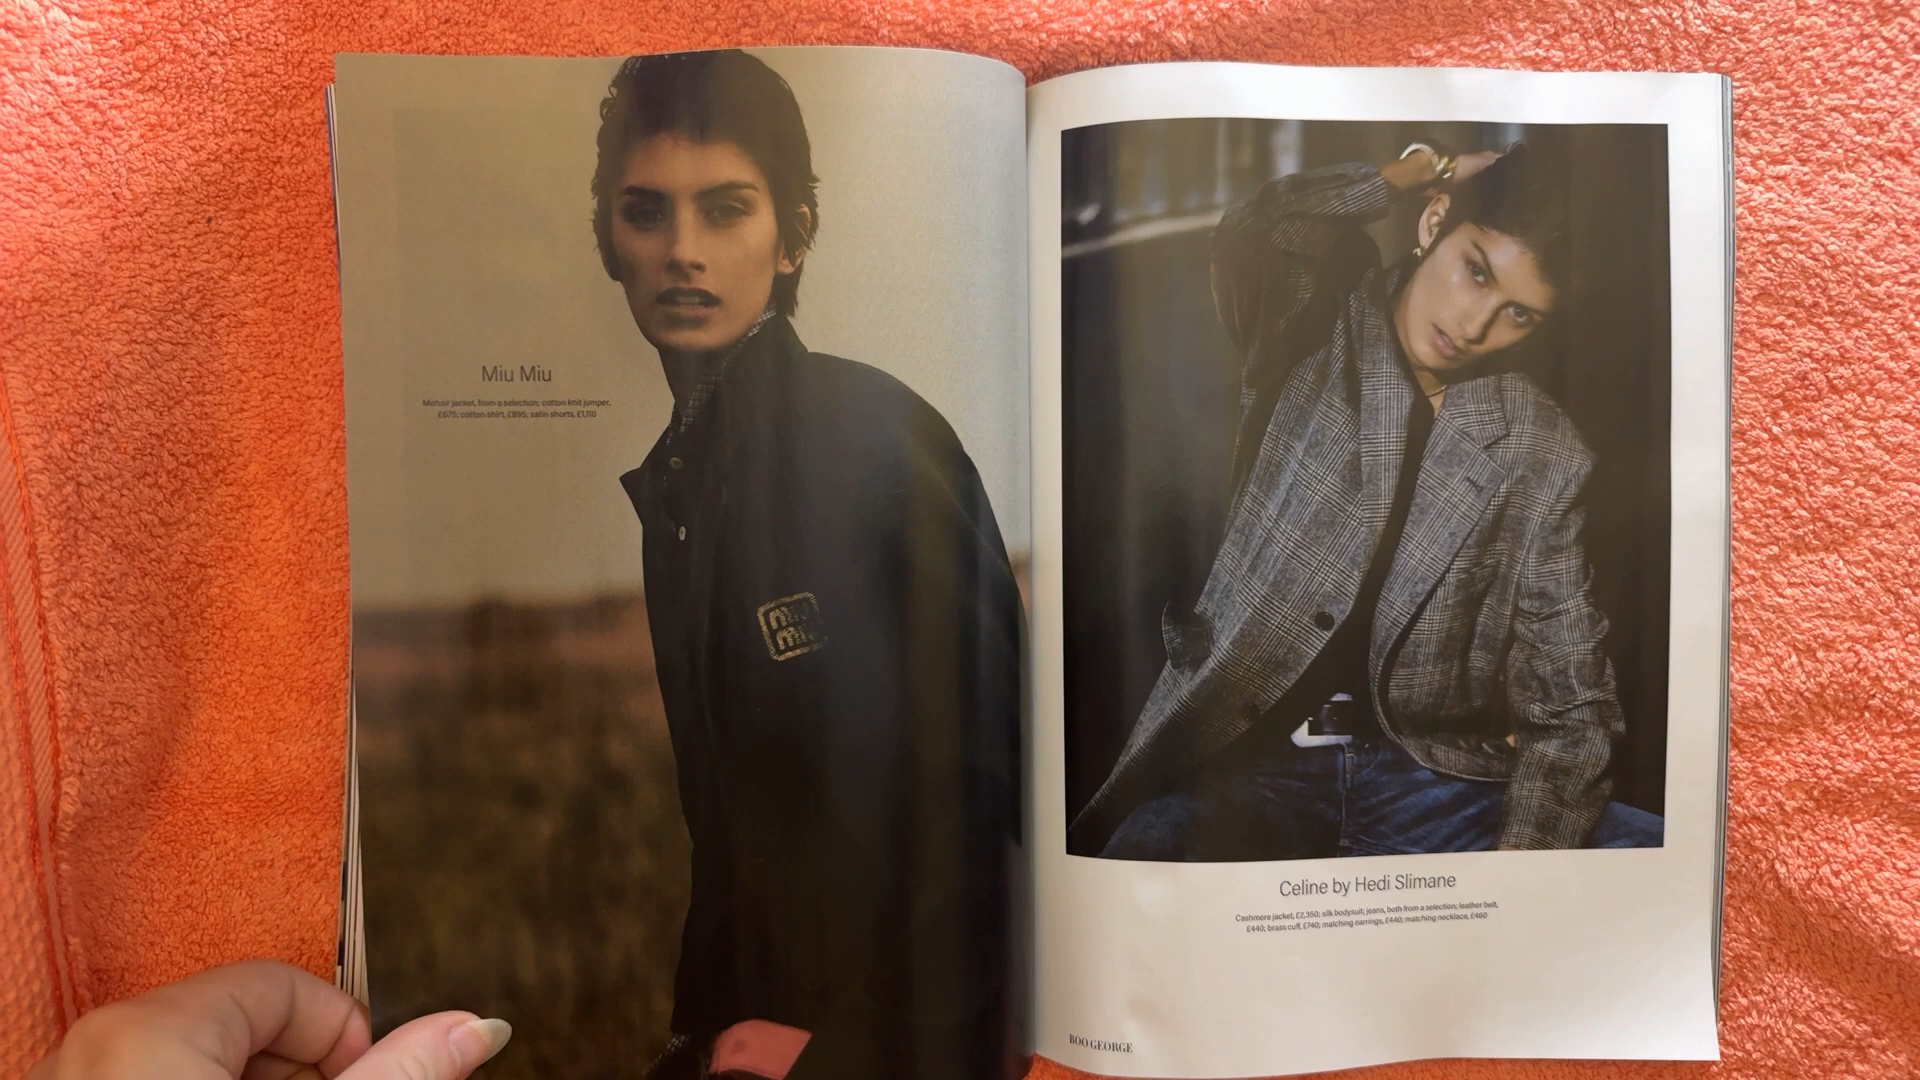 Miu Miu
Mohair jacket, from a selection; cotton knit jumper,
£675; cotton shirt, £895; satin shorts, £1,110
miu
miu
Celine by Hedi Slimane
Cashmere jacket, £2,350; silk bodysuit; jeans, both from a selection; leather belt,
£440; brass cuff, £740; matching earrings, £440; matching necklace, £460
BOO GEORGE